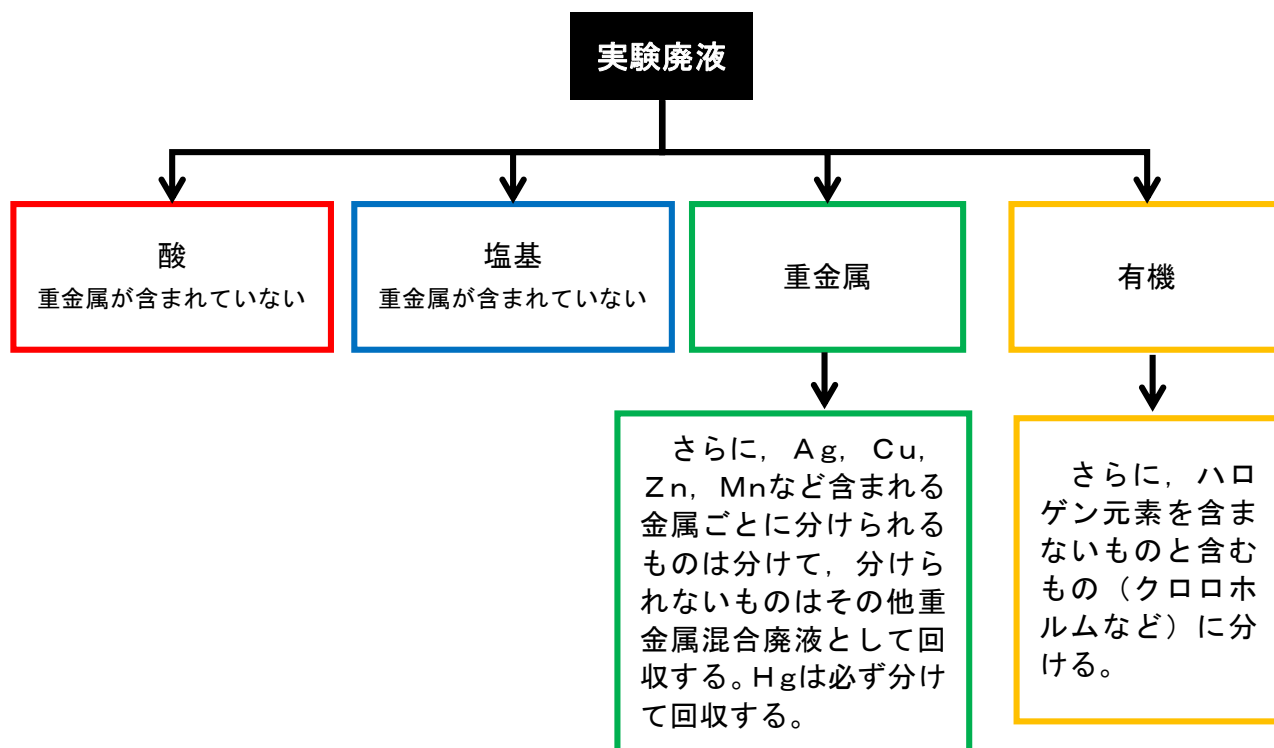 実験廃液
酸
重金属が含まれていない
塩基
重金属が含まれていない
重金属
有機
さらに，Ａｇ，Ｃu，
Ｚｎ，Ｍnなど含まれる
金属ごとに分けられる
ものは分けて，分けら
れないものはその他重
金属混合廃液として回
収する。Ｈgは必ず分け
て回収する。
さらに，ハロ
ゲン元素を含ま
ないものと含む
もの（クロロホ
ルムなど）に分
ける。